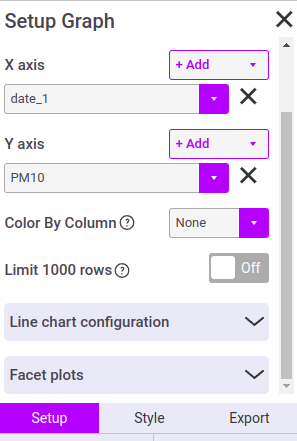 Setup Graph
X axis + Add
date_1
Y axis + Add
PM10
Color By Column ? None
Limit 1000 rows ? Off
Line chart configuration
Facet plots
Setup Style Export